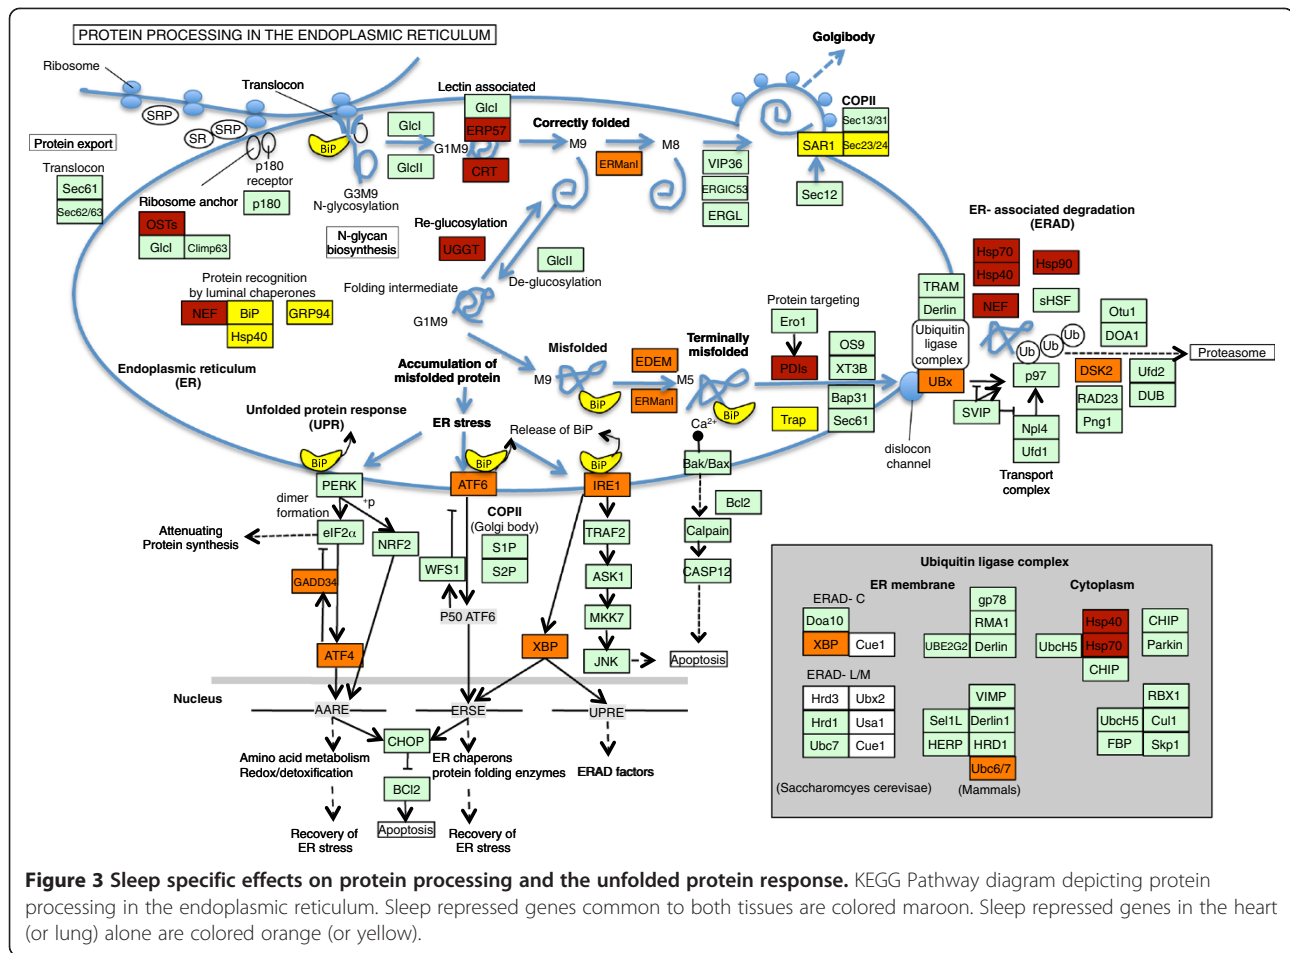 PROTEIN PROCESSING IN THE ENDOPLASMIC RETICULUM
Golgibody
Ribosome
Translocon
Lectin associated
COPII
SRP
SR
SRP
BiP
GlcI
GlcII
GlcI
ERP57
G1M9
CRT
Correctly folded
M9
ERManI
M8
VIP36
ERGIC53
ERGL
Sec13/31
SAR1
Sec23/24
Sec12
Protein export
Translocon
Sec61
Sec62/63
p180
receptor
p180
G3M9
N-glycosylation
Ribosome anchor
OSTs
GlcI
Climp63
N-glycan
biosynthesis
Re-glucosylation
UGGT
GlcII
De-glucosylation
ER- associated degradation
(ERAD)
Hsp70
Hsp40
Hsp90
NEF
sHSF
Otu1
DOA1
TRAM
Derlin
Ubiquitin
ligase
complex
UBx
Ub
Ub
Ub
Proteasome
p97
DSK2
Ufd2
RAD23
DUB
Png1
SVIP
Npl4
Ufd1
Transport
complex
dislocon
channel
Protein recognition
by luminal chaperones
NEF
BiP
GRP94
Hsp40
Folding intermediate
G1M9
Endoplasmic reticulum
(ER)
Accumulation of
misfolded protein
Misfolded
M9
BiP
EDEM
ERManI
M5
Terminally
misfolded
BiP
Protein targeting
Ero1
PDIs
OS9
XT3B
Bap31
Sec61
Trap
Unfolded protein response
(UPR)
ER stress
Release of BiP
Ca2+
BiP
BiP
BiP
PERK
ATF6
IRE1
Bak/Bax
dimer
formation
+p
Bcl2
Attenuating
Protein synthesis
eIF2α
NRF2
COPII
(Golgi body)
S1P
S2P
WFS1
TRAF2
Calpain
ASK1
CASP12
GADD34
P50 ATF6
MKK7
XBP
JNK
Apoptosis
ATF4
Nucleus
AARE
ERSE
UPRE
CHOP
Amino acid metabolism
Redox/detoxification
ER chaperons
protein folding enzymes
ERAD factors
BCl2
Apoptosis
Recovery of
ER stress
Recovery of
ER stress
Ubiquitin ligase complex
ER membrane
Cytoplasm
ERAD- C
Doa10
XBP
Cue1
gp78
RMA1
UBE2G2
Derlin
Hsp40
UbcH5
Hsp70
CHIP
CHIP
Parkin
ERAD- L/M
Hrd3
Ubx2
Hrd1
Usa1
Ubc7
Cue1
VIMP
Sel1L
Derlin1
HERP
HRD1
Ubc6/7
RBX1
UbcH5
Cul1
FBP
Skp1
(Saccharomcyes cerevisae)
(Mammals)
Figure 3 Sleep specific effects on protein processing and the unfolded protein response. KEGG Pathway diagram depicting protein
processing in the endoplasmic reticulum. Sleep repressed genes common to both tissues are colored maroon. Sleep repressed genes in the heart
(or lung) alone are colored orange (or yellow).